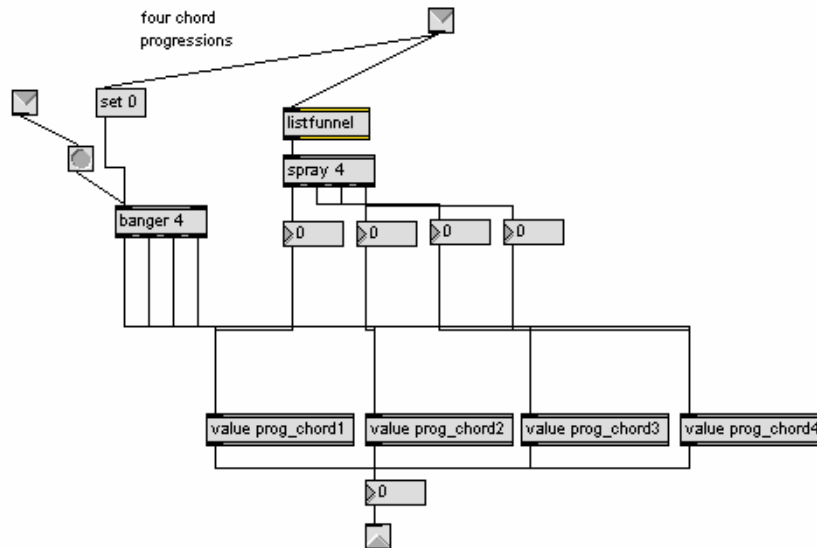 four chord
progressions
set 0
listfunnel
spray 4
banger 4
0
0
0
0
value prog_chord1
value prog_chord2
value prog_chord3
value prog_chord4
0